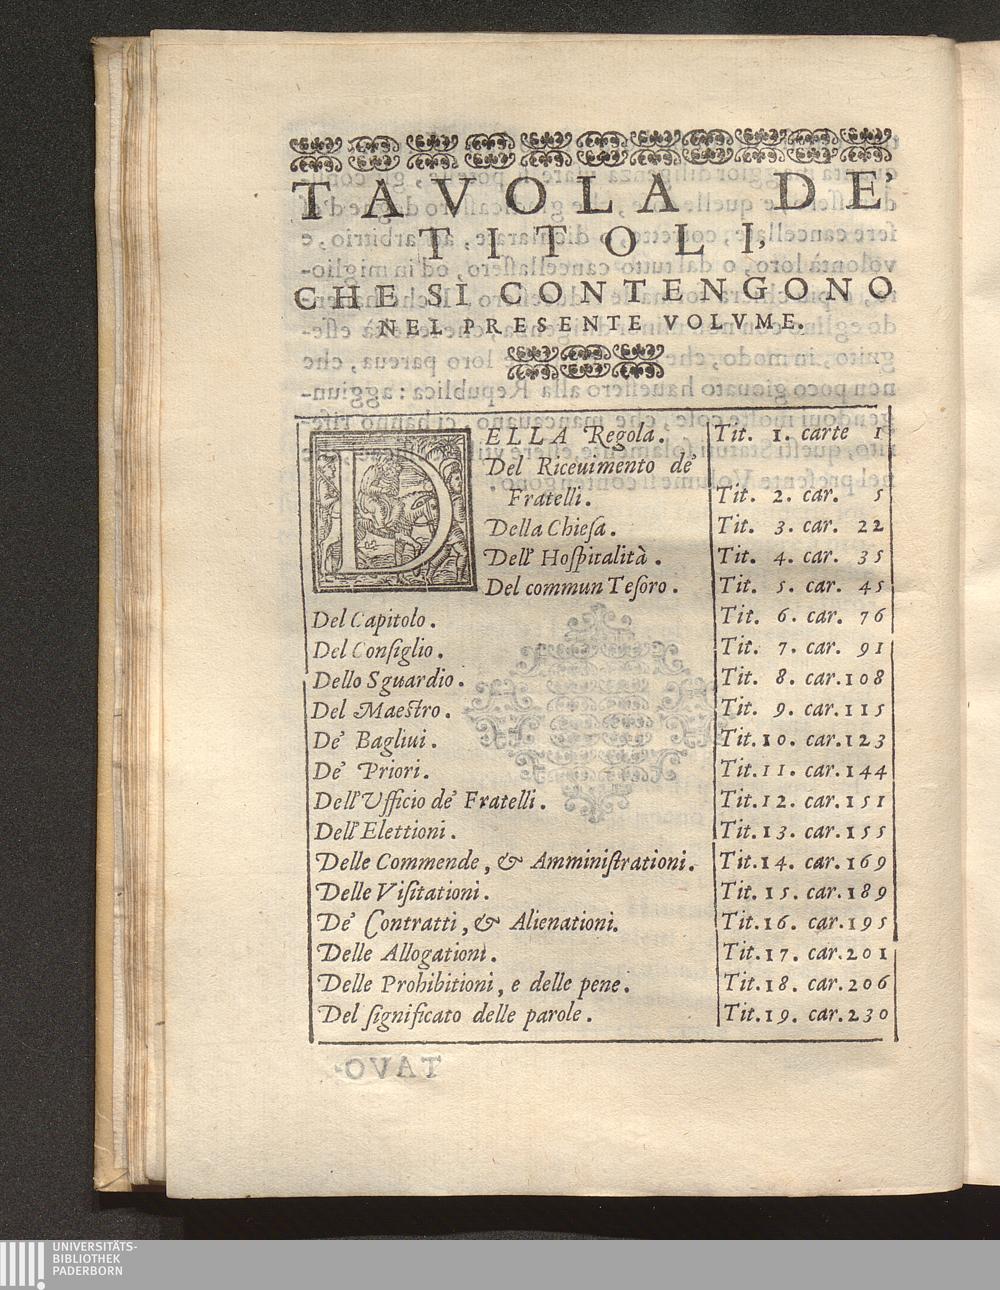 TAVOLA DE'
TITOLI,
CHE SI CONTENGONO
NEL PRESENTE VOLVME.
DELLA Regola. Tit. 1. carte 1
Del Riceuimento de'
Fratelli. Tit. 2. car. 5
Della Chieſa. Tit. 3. car. 22
Dell' Hoſpitalità. Tit. 4. car. 35
Del commun Teſoro. Tit. 5. car. 45
Del Capitolo. Tit. 6. car. 76
Del Conſiglio. Tit. 7. car. 91
Dello Sguardio. Tit. 8. car. 108
Del Maeſtro. Tit. 9. car. 115
De' Bagliui. Tit. 10. car. 123
De' Priori. Tit. 11. car. 144
Dell'Vfficio de' Fratelli. Tit. 12. car. 151
Dell'Elettioni. Tit. 13. car. 155
Delle Commende, & Amminiſtrationi. Tit. 14. car. 169
Delle Viſitationi. Tit. 15. car. 189
De' Contratti, & Alienationi. Tit. 16. car. 195
Delle Allogationi. Tit. 17. car. 201
Delle Prohibitioni, e delle pene. Tit. 18. car. 206
Del ſignificato delle parole. Tit. 19. car. 230
UNIVERSITÄTS-
BIBLIOTHEK
PADERBORN